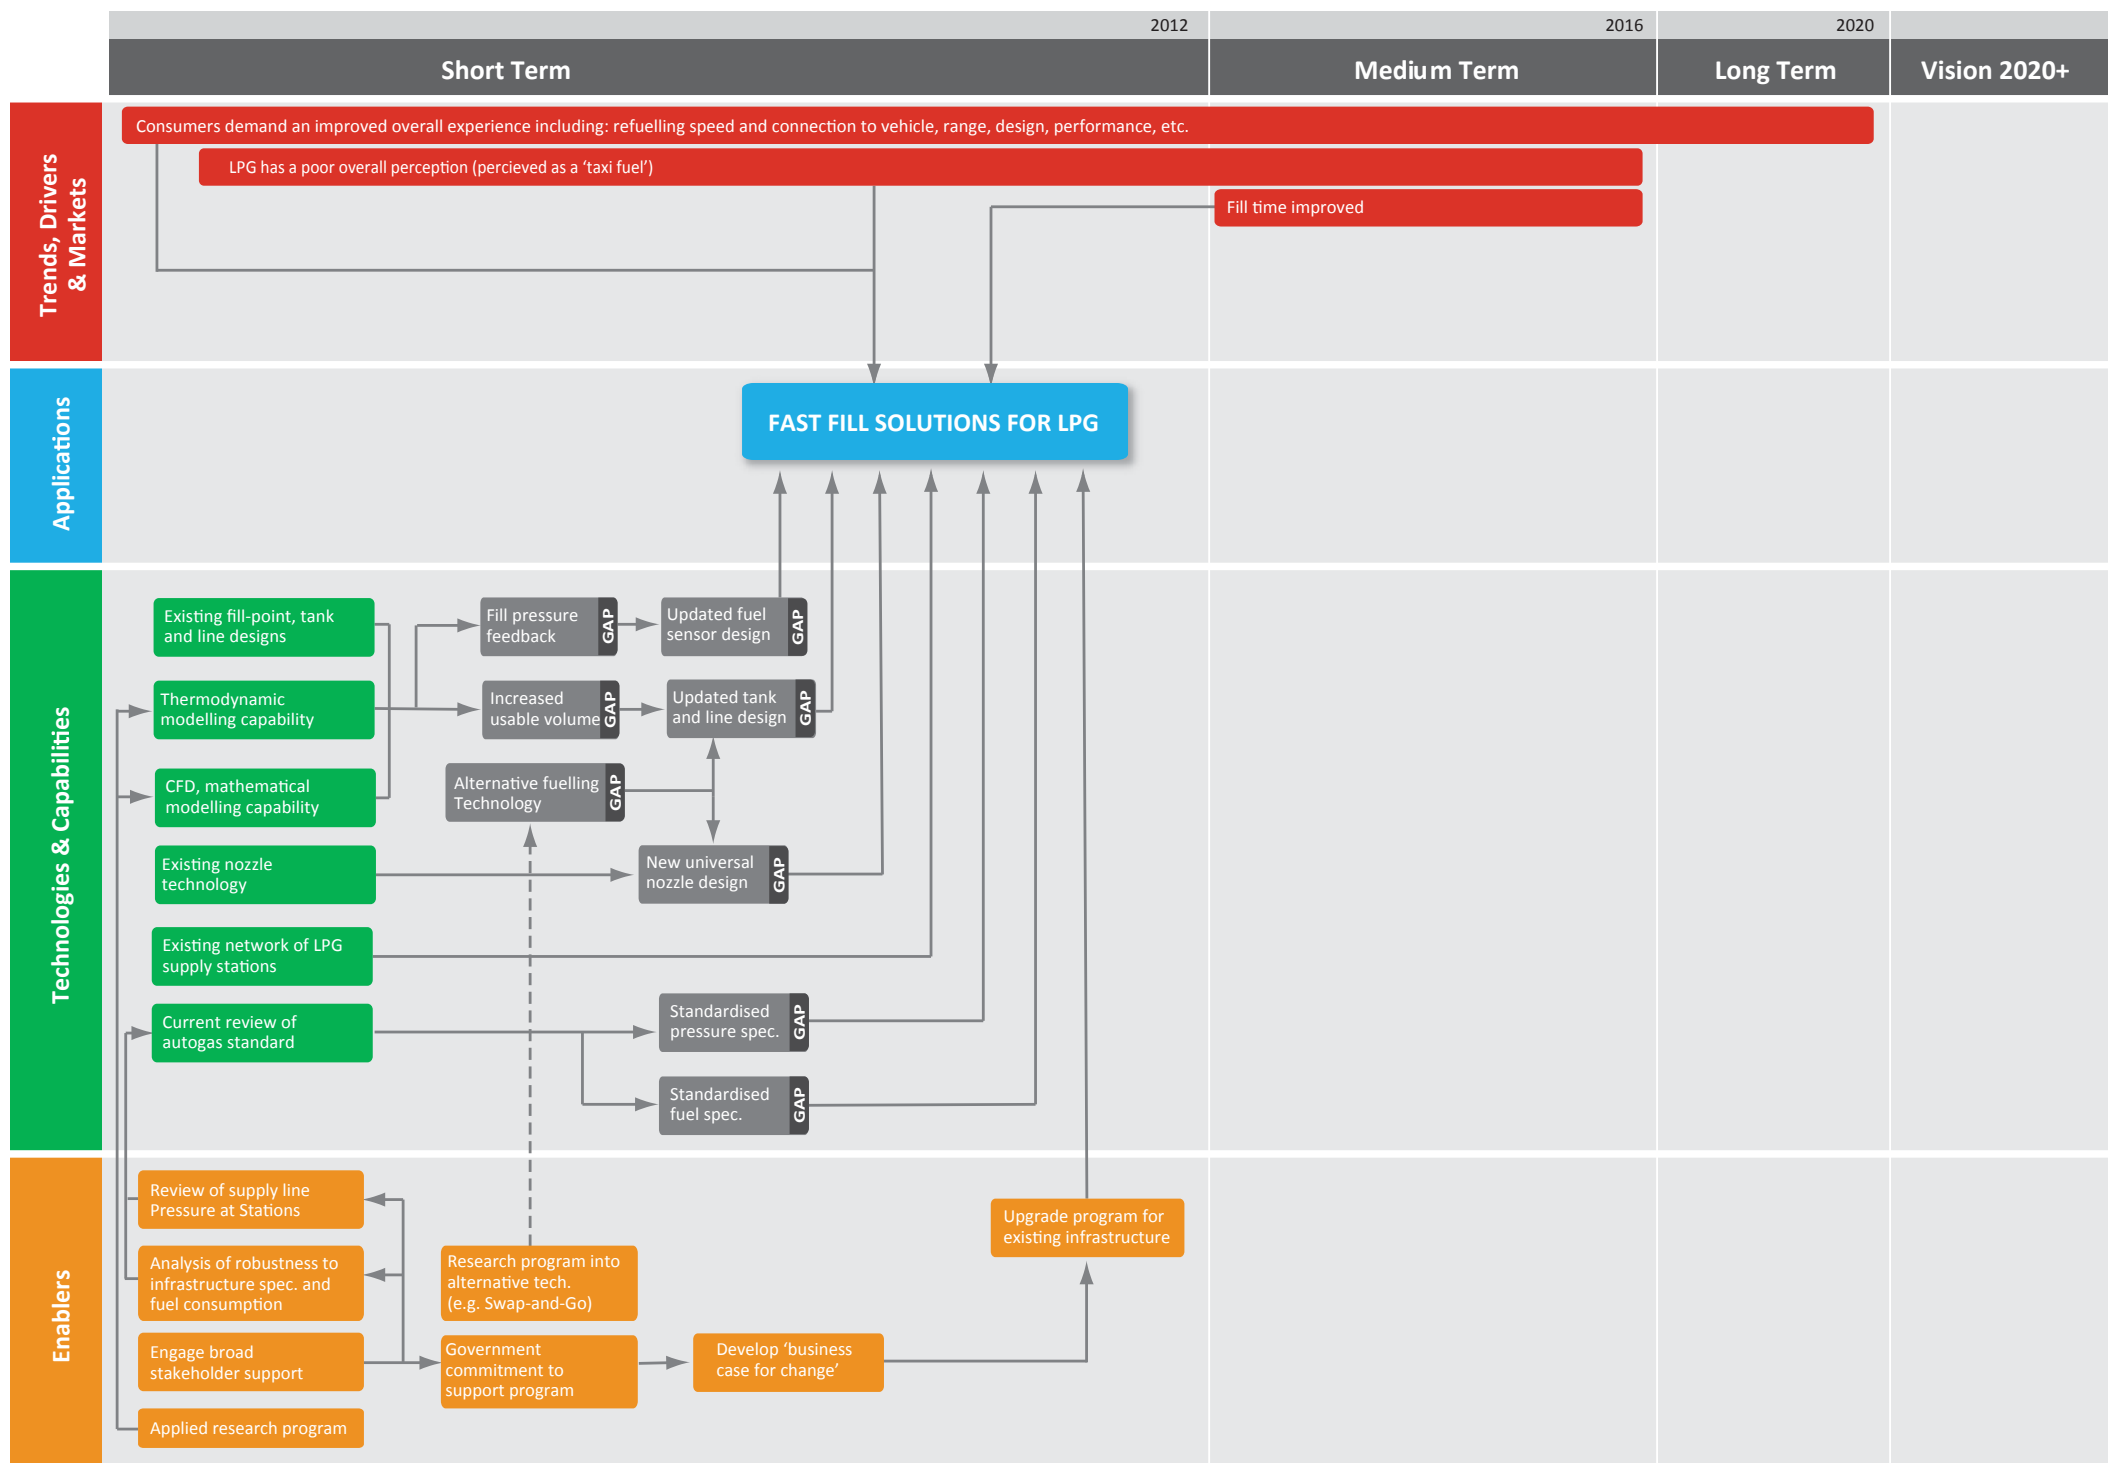 2012
2016
2020
Short Term
Medium Term
Long Term
Vision 2020+
Trends, Drivers
& Markets
Consumers demand an improved overall experience including: refuelling speed and connection to vehicle, range, design, performance, etc.
LPG has a poor overall perception (percieved as a ‘taxi fuel’)
Fill time improved
Applications
FAST FILL SOLUTIONS FOR LPG
Technologies & Capabilities
Existing fill-point, tank
and line designs
Fill pressure
feedback
GAP
Updated fuel
sensor design
GAP
Thermodynamic
modelling capability
Increased
usable volume
GAP
Updated tank
and line design
GAP
CFD, mathematical
modelling capability
Alternative fuelling
Technology
GAP
Existing nozzle
technology
New universal
nozzle design
GAP
Existing network of LPG
supply stations
Current review of
autogas standard
Standardised
pressure spec.
GAP
Standardised
fuel spec.
GAP
Enablers
Review of supply line
Pressure at Stations
Upgrade program for
existing infrastructure
Analysis of robustness to
infrastructure spec. and
fuel consumption
Research program into
alternative tech.
(e.g. Swap-and-Go)
Engage broad
stakeholder support
Government
commitment to
support program
Develop ‘business
case for change’
Applied research program